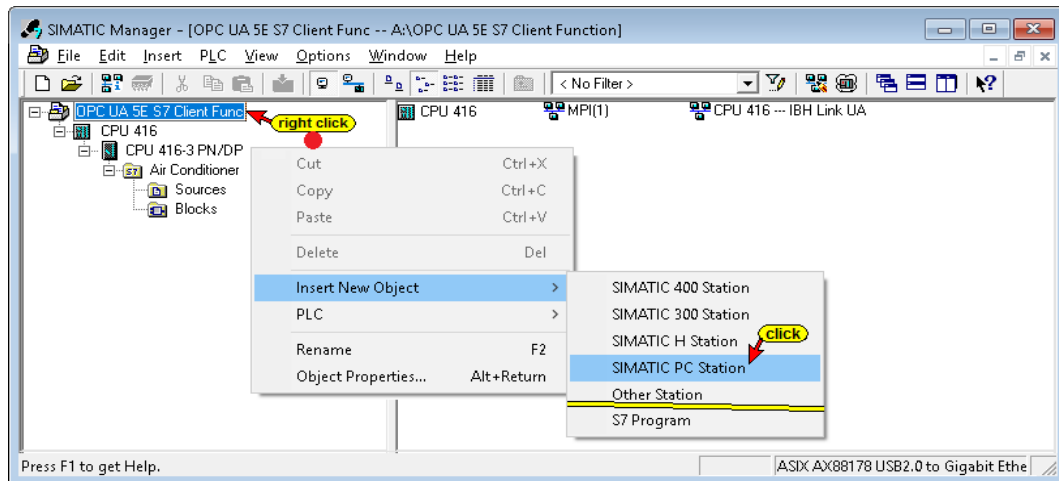 SIMATIC Manager - [OPC UA 5E S7 Client Func -- A:\OPC UA 5E S7 Client Function]
File Edit Insert PLC View Options Window Help
< No Filter >
OPC UA 5E S7 Client Func
right click
CPU 416 MPI(1) CPU 416 --- IBH Link UA
CPU 416
CPU 416-3 PN/DP
S7 Air Conditioner
Sources
Blocks
Cut Ctrl+X
Copy Ctrl+C
Paste Ctrl+V
Delete Del
Insert New Object >
PLC >
Rename F2
Object Properties... Alt+Return
SIMATIC 400 Station
SIMATIC 300 Station
SIMATIC H Station
click
SIMATIC PC Station
Other Station
S7 Program
Press F1 to get Help. ASIX AX88178 USB2.0 to Gigabit Ethe